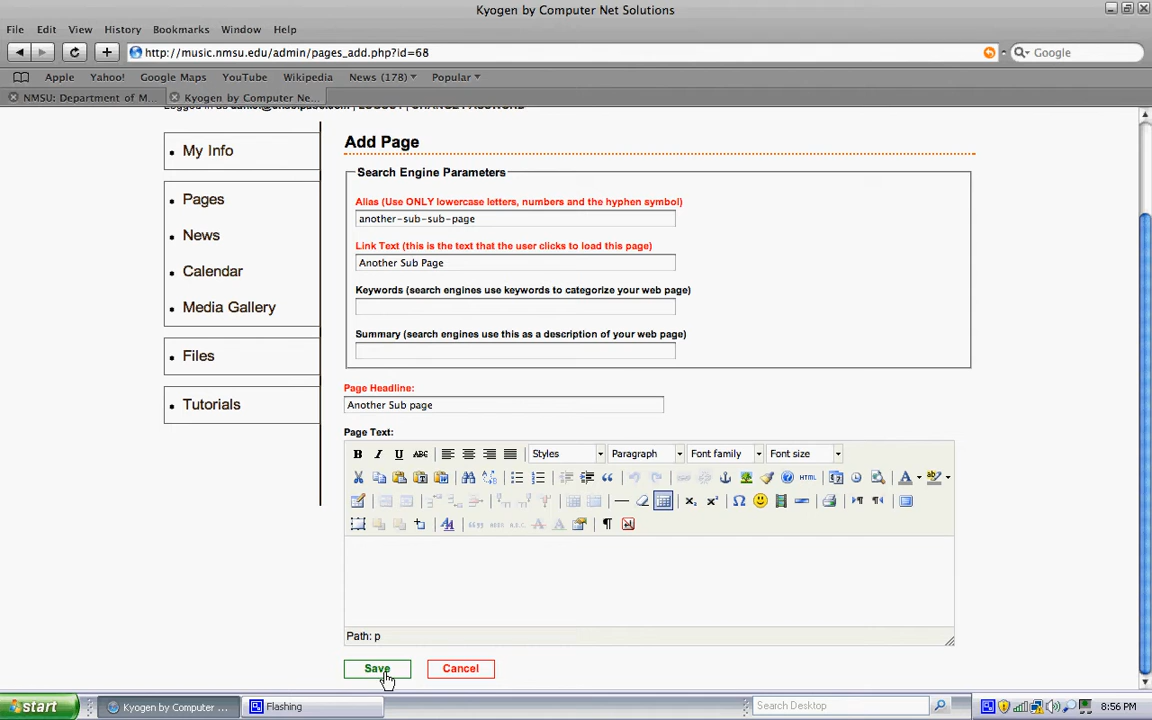 Kyogen by Computer Net Solutions
File Edit View History Bookmarks Window Help
http://music.nmsu.edu/admin/pages_add.php?id=68
Google
Apple Yahoo! Google Maps YouTube Wikipedia News (178) Popular
NMSU: Department of M...
Kyogen by Computer Ne...
| LOGOUT | CHANGE PASSWORD
My Info
Pages
News
Calendar
Media Gallery
Files
Tutorials
Add Page
Search Engine Parameters
Alias (Use ONLY lowercase letters, numbers and the hyphen symbol)
another-sub-sub-page
Link Text (this is the text that the user clicks to load this page)
Another Sub Page
Keywords (search engines use keywords to categorize your web page)
Summary (search engines use this as a description of your web page)
Page Headline:
Another Sub page
Page Text:
B I U ABC Styles Paragraph Font family Font size
HTML
Path: p
Save Cancel
start
Kyogen by Computer ...
Flashing
Search Desktop
8:56 PM